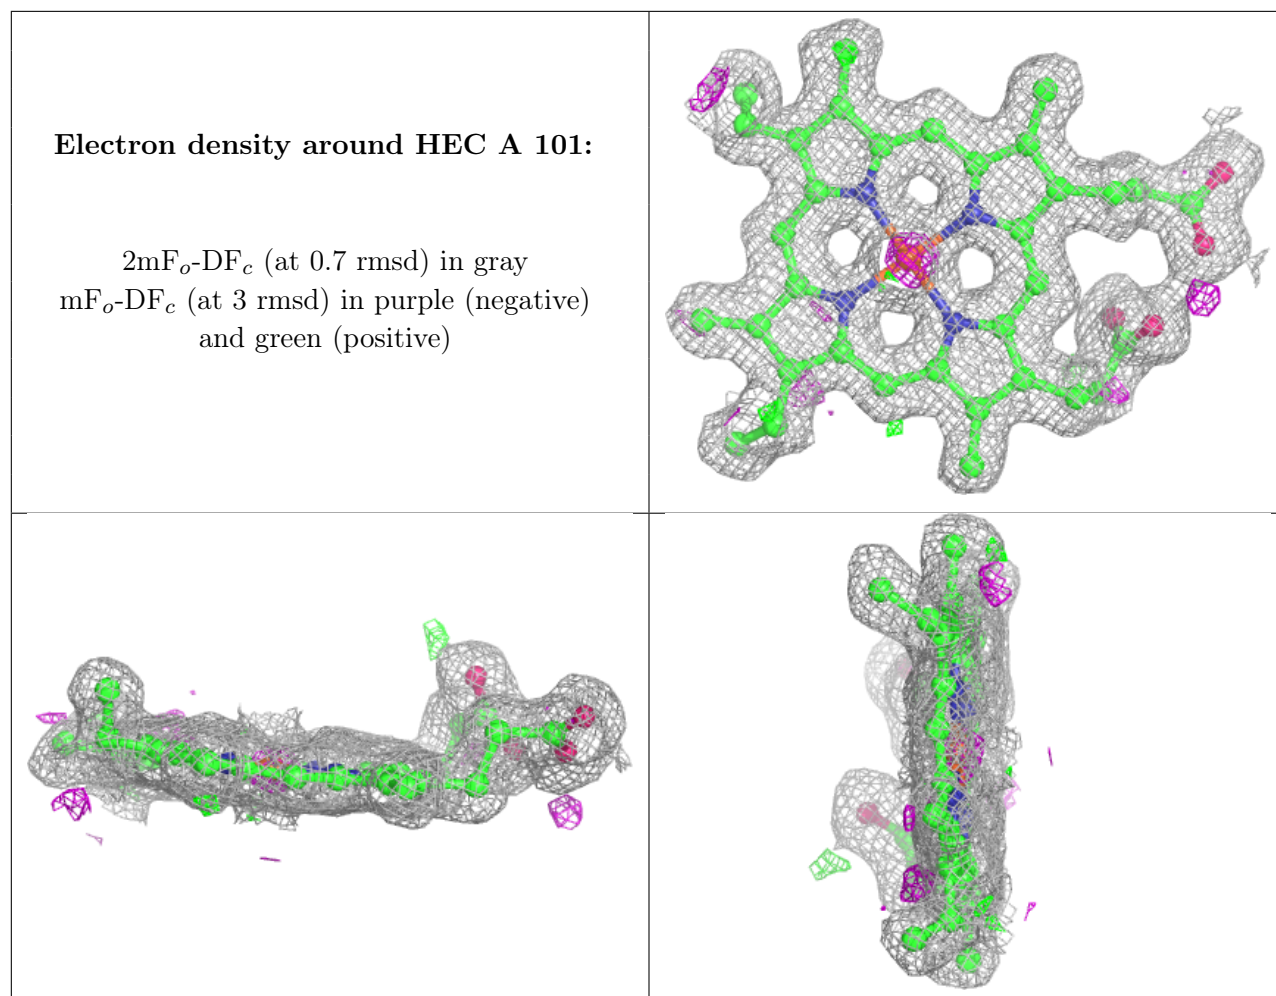 Electron density around HEC A 101:
2mFo-DFc (at 0.7 rmsd) in gray
mFo-DFc (at 3 rmsd) in purple (negative)
and green (positive)